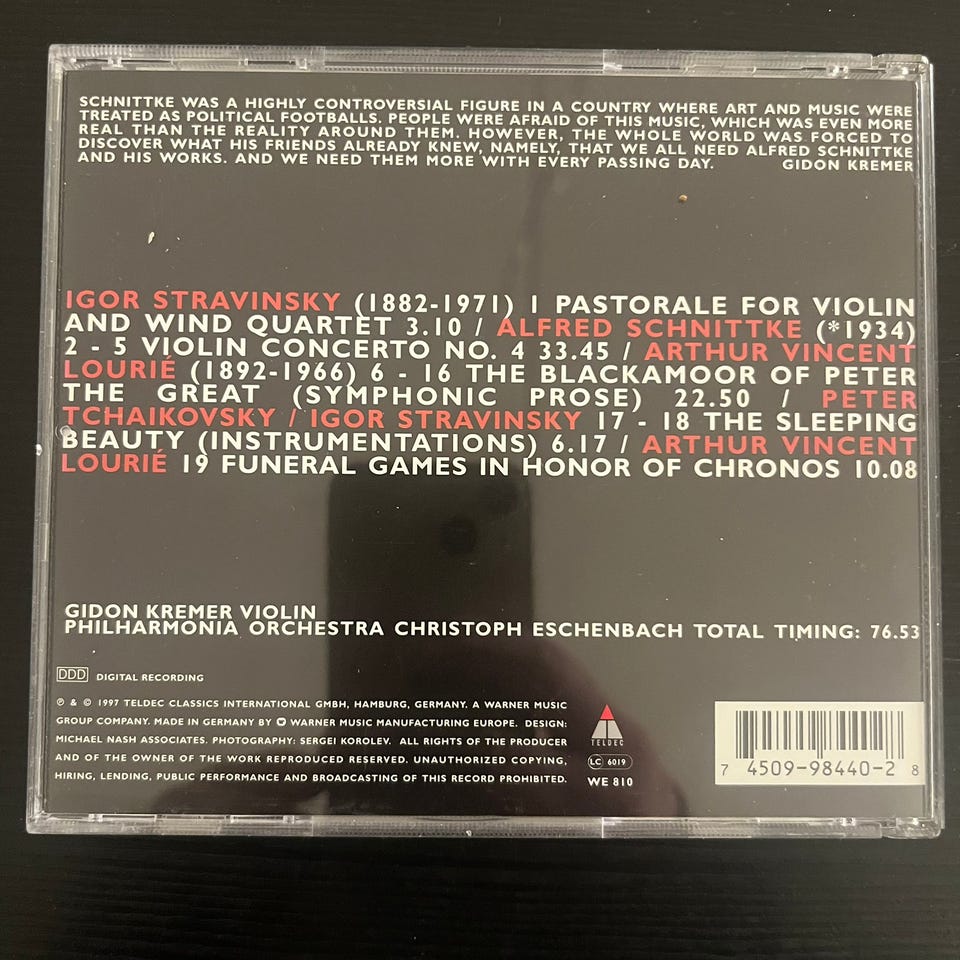 SCHNITTKE WAS A HIGHLY CONTROVERSIAL FIGURE IN A COUNTRY WHERE ART AND MUSIC WERE
TREATED AS POLITICAL FOOTBALLS. PEOPLE WERE AFRAID OF THIS MUSIC, WHICH WAS EVEN MORE
REAL THAN THE REALITY AROUND THEM. HOWEVER, THE WHOLE WORLD WAS FORCED TO
DISCOVER WHAT HIS FRIENDS ALREADY KNEW, NAMELY, THAT WE ALL NEED ALFRED SCHNITTKE
AND HIS WORKS. AND WE NEED THEM MORE WITH EVERY PASSING DAY. GIDON KREMER
IGOR STRAVINSKY (1882-1971) 1 PASTORALE FOR VIOLIN
AND WIND QUARTET 3.10 / ALFRED SCHNITTKE (*1934)
2 - 5 VIOLIN CONCERTO NO. 4 33.45 / ARTHUR VINCENT
LOURIÉ (1892-1966) 6 - 16 THE BLACKAMOOR OF PETER
THE GREAT (SYMPHONIC PROSE) 22.50 / PETER
TCHAIKOVSKY / IGOR STRAVINSKY 17 - 18 THE SLEEPING
BEAUTY (INSTRUMENTATIONS) 6.17 / ARTHUR VINCENT
LOURIÉ 19 FUNERAL GAMES IN HONOR OF CHRONOS 10.08
GIDON KREMER VIOLIN
PHILHARMONIA ORCHESTRA CHRISTOPH ESCHENBACH TOTAL TIMING: 76.53
DDD DIGITAL RECORDING
℗ & © 1997 TELDEC CLASSICS INTERNATIONAL GMBH, HAMBURG, GERMANY. A WARNER MUSIC
GROUP COMPANY. MADE IN GERMANY BY WARNER MUSIC MANUFACTURING EUROPE. DESIGN:
MICHAEL NASH ASSOCIATES. PHOTOGRAPHY: SERGEI KOROLEV. ALL RIGHTS OF THE PRODUCER
AND OF THE OWNER OF THE WORK REPRODUCED RESERVED. UNAUTHORIZED COPYING,
HIRING, LENDING, PUBLIC PERFORMANCE AND BROADCASTING OF THIS RECORD PROHIBITED.
TELDEC
LC 6019
WE 810
7 45099-98440-2 8